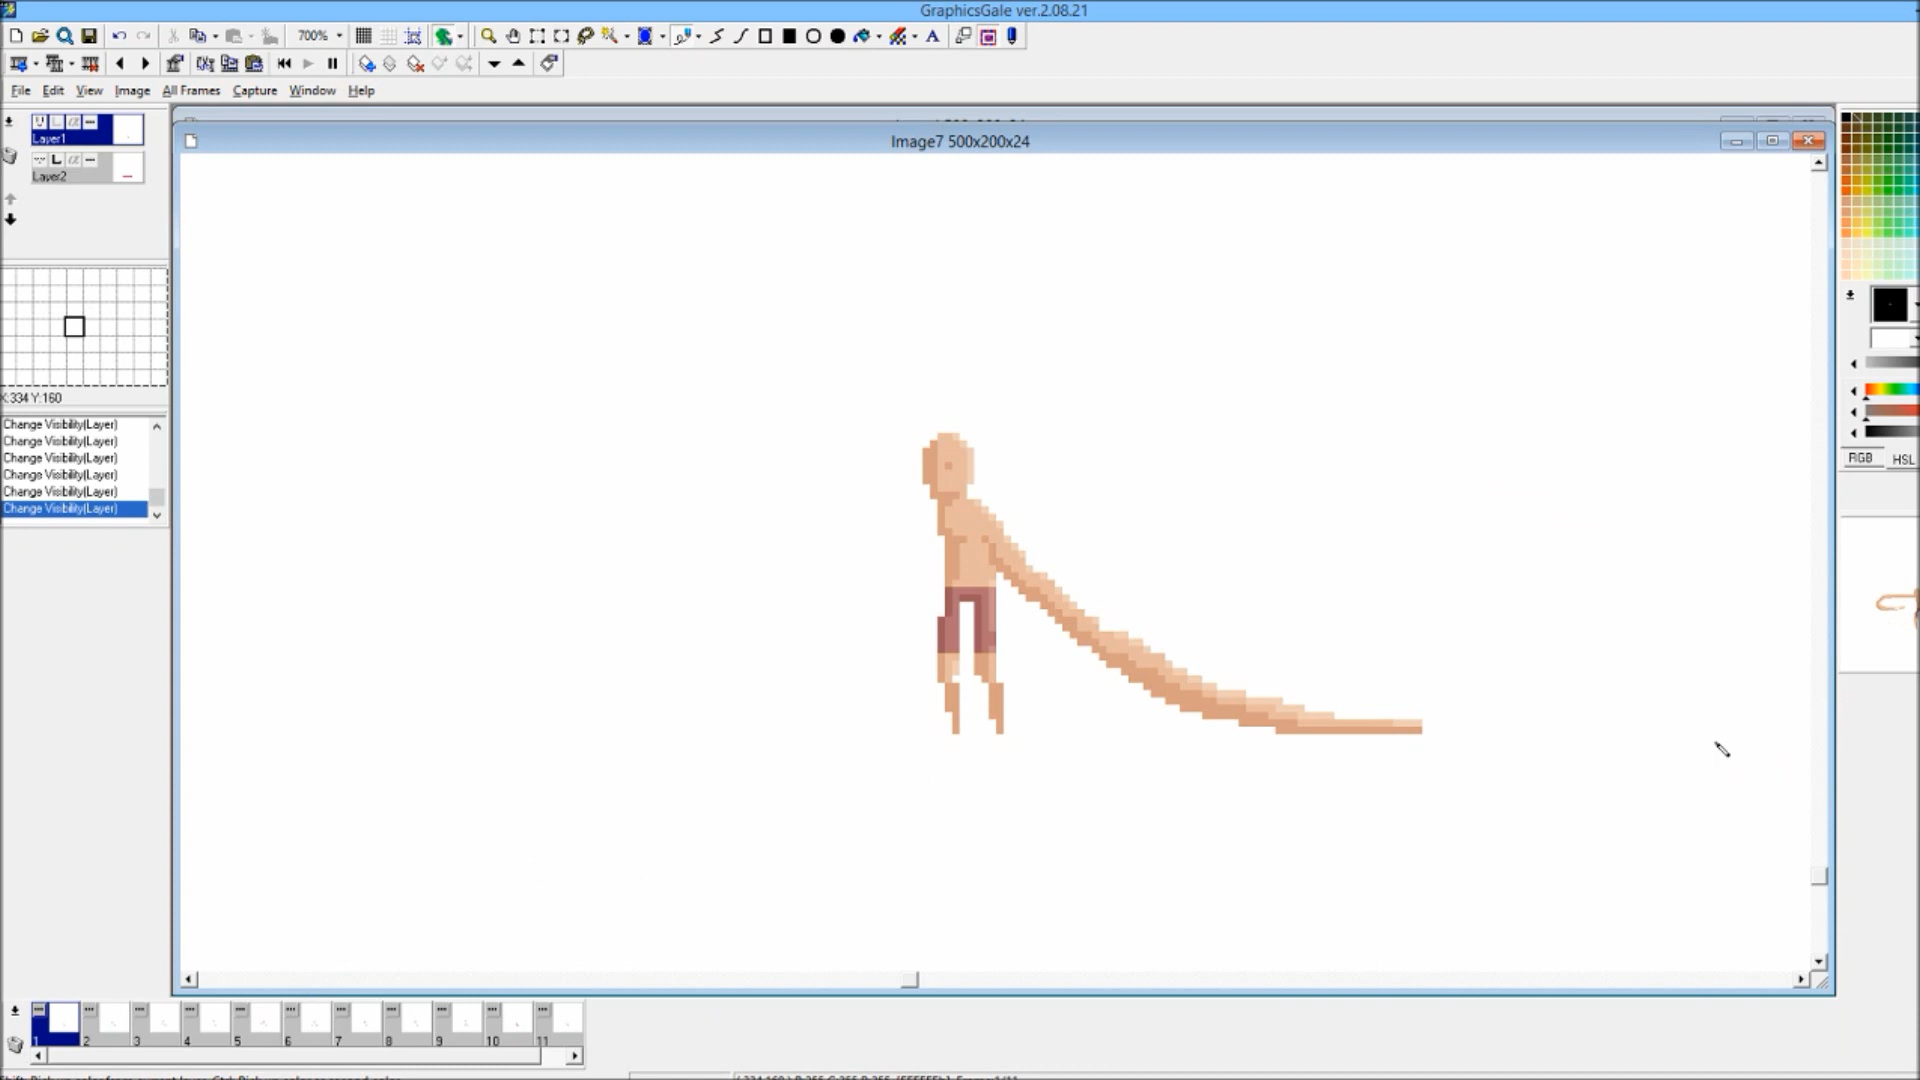 GraphicsGale ver.2.08.21
700%
File Edit View Image All Frames Capture Window Help
Image7 500x200x24
Layer1
Layer2
X:334 Y:160
Change Visibility(Layer)
Change Visibility(Layer)
Change Visibility(Layer)
Change Visibility(Layer)
Change Visibility(Layer)
Change Visibility(Layer)
RGB HSL
1 2 3 4 5 6 7 8 9 10 11